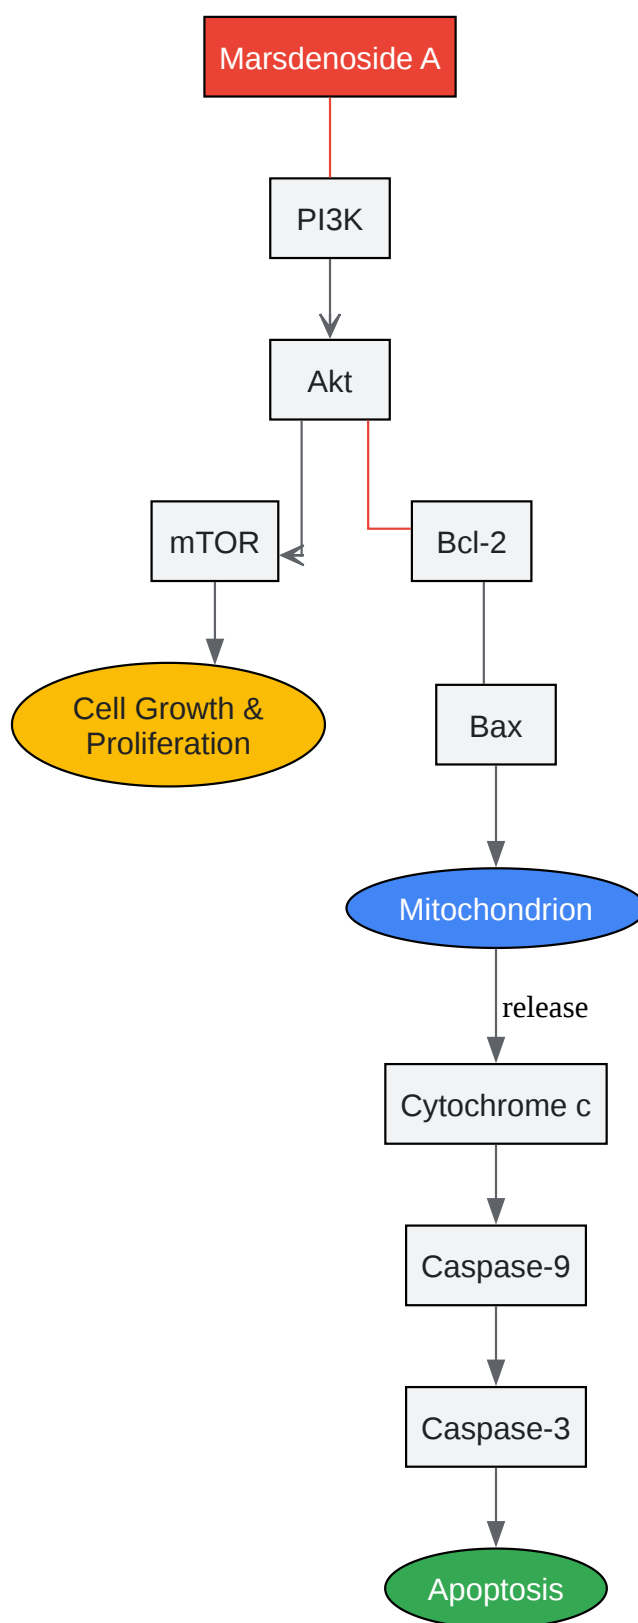 Marsdenoside A
PI3K
Akt
mTOR
Bcl-2
Cell Growth &
Proliferation
Bax
Mitochondrion
release
Cytochrome c
Caspase-9
Caspase-3
Apoptosis